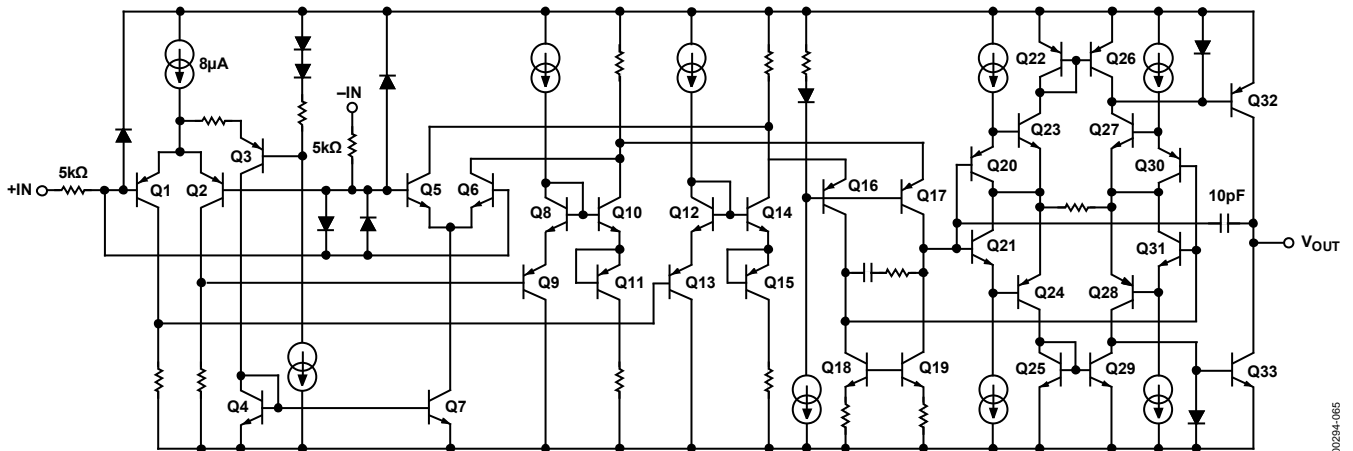 8µA
Q22
Q26
Q32
–IN
Q23
Q27
Q3
5kΩ
Q20
Q30
5kΩ
+IN
Q1
Q2
Q5
Q6
Q16
Q17
10pF
Q8
Q10
Q12
Q14
Q21
Q31
VOUT
Q9
Q11
Q13
Q15
Q24
Q28
Q18
Q19
Q25
Q29
Q33
Q4
Q7
00294-065